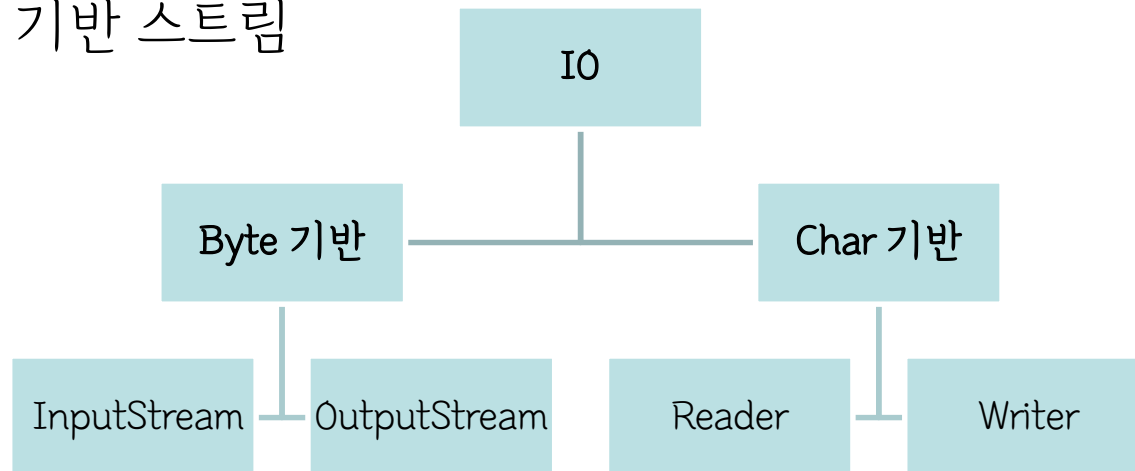 기반 스트림
IO
Byte 기반
Char 기반
InputStream
OutputStream
Reader
Writer